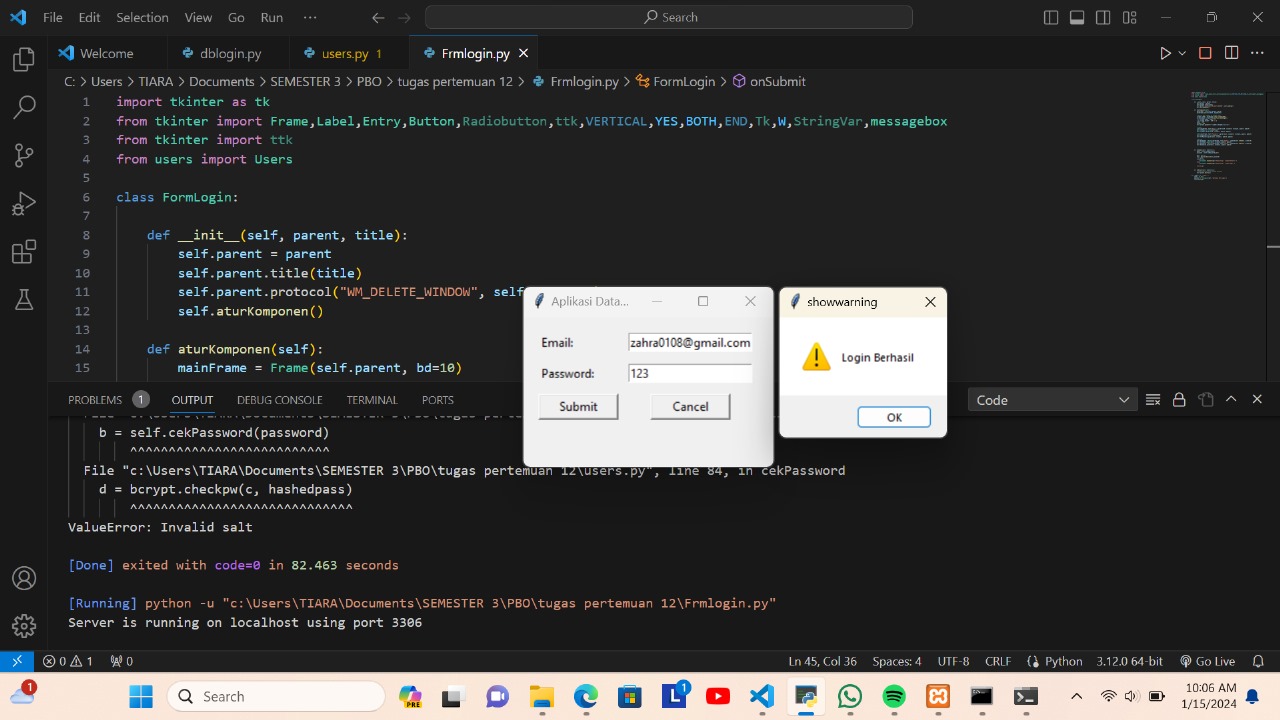 File Edit Selection View Go Run ··· Search
Welcome dblogin.py users.py 1 Frmlogin.py
C: > Users > TIARA > Documents > SEMESTER 3 > PBO > tugas pertemuan 12 > Frmlogin.py > FormLogin > onSubmit
1 import tkinter as tk
2 from tkinter import Frame,Label,Entry,Button,Radiobutton,ttk,VERTICAL,YES,BOTH,END,Tk,W,StringVar,messagebox
3 from tkinter import ttk
4 from users import Users
5
6 class FormLogin:
7
8 def __init__(self, parent, title):
9 self.parent = parent
10 self.parent.title(title)
11 self.parent.protocol("WM_DELETE_WINDOW", self
12 self.aturKomponen()
13
14 def aturKomponen(self):
15 mainFrame = Frame(self.parent, bd=10)
Aplikasi Data...
Email: zahra0108@gmail.com
Password: 123
Submit Cancel
showwarning
Login Berhasil
OK
PROBLEMS 1 OUTPUT DEBUG CONSOLE TERMINAL PORTS Code
b = self.cekPassword(password)
^^^^^^^^^^^^^^^^^^^^^^^^^^
File "c:\Users\TIARA\Documents\SEMESTER 3\PBO\tugas pertemuan 12\users.py", line 84, in cekPassword
d = bcrypt.checkpw(c, hashedpass)
^^^^^^^^^^^^^^^^^^^^^^^^^^^^^
ValueError: Invalid salt
[Done] exited with code=0 in 82.463 seconds
[Running] python -u "c:\Users\TIARA\Documents\SEMESTER 3\PBO\tugas pertemuan 12\Frmlogin.py"
Server is running on localhost using port 3306
0 1 0 Ln 45, Col 36 Spaces: 4 UTF-8 CRLF Python 3.12.0 64-bit Go Live
1 Search PRE L 1 10:06 AM
1/15/2024